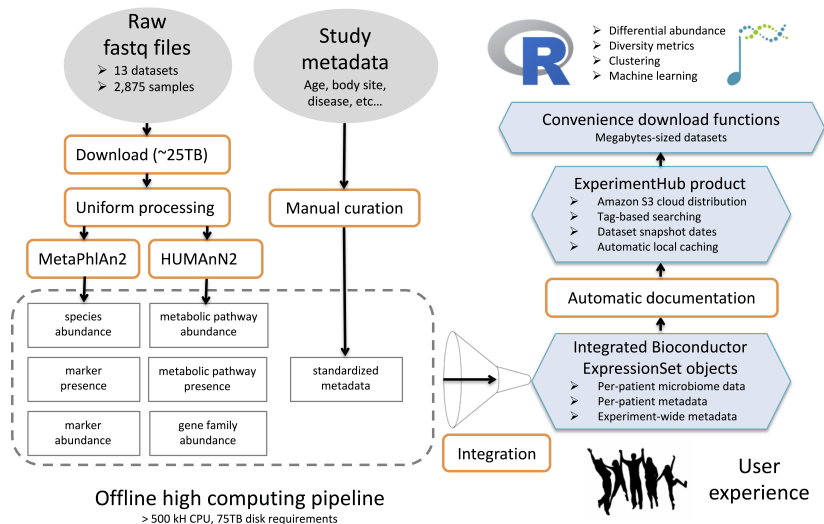 Raw
fastq files
➢ 13 datasets
➢ 2,875 samples
Download (~25TB)
Uniform processing
MetaPhlAn2
HUMAnN2
species
abundance
marker
presence
marker
abundance
metabolic pathway
abundance
metabolic pathway
presence
gene family
abundance
Study
metadata
Age, body site,
disease, etc…
Manual curation
standardized
metadata
Offline high computing pipeline
> 500 kH CPU, 75TB disk requirements
Integration
R
➢ Differential abundance
➢ Diversity metrics
➢ Clustering
➢ Machine learning
Convenience download functions
Megabytes-sized datasets
ExperimentHub product
➢ Amazon S3 cloud distribution
➢ Tag-based searching
➢ Dataset snapshot dates
➢ Automatic local caching
Automatic documentation
Integrated Bioconductor
ExpressionSet objects
➢ Per-patient microbiome data
➢ Per-patient metadata
➢ Experiment-wide metadata
User
experience